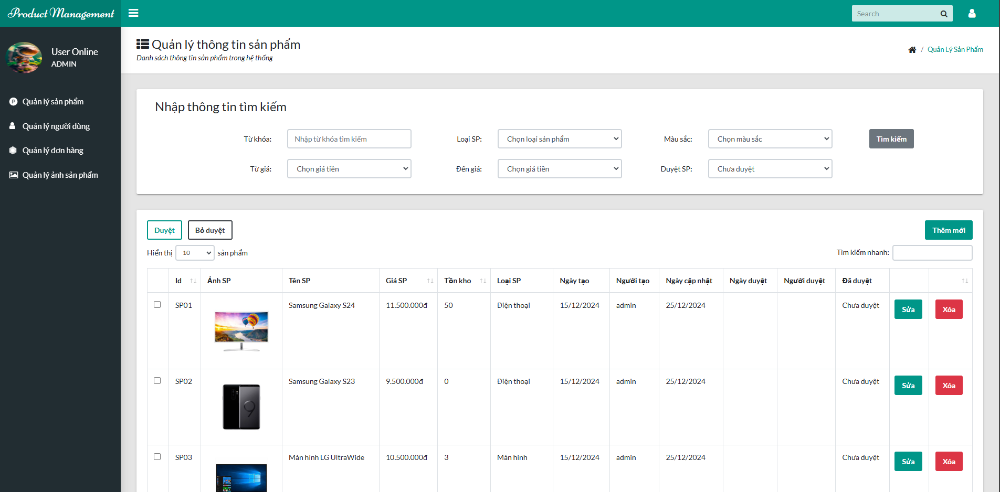 Product Management
Search
User Online
ADMIN
Quản lý sản phẩm
Quản lý người dùng
Quản lý đơn hàng
Quản lý ảnh sản phẩm
Quản lý thông tin sản phẩm
Danh sách thông tin sản phẩm trong hệ thống
/ Quản Lý Sản Phẩm
Nhập thông tin tìm kiếm
Từ khóa: Nhập từ khóa tìm kiếm Loại SP: Chọn loại sản phẩm Màu sắc: Chọn màu sắc Tìm kiếm
Từ giá: Chọn giá tiền Đến giá: Chọn giá tiền Duyệt SP: Chưa duyệt
Duyệt Bỏ duyệt Thêm mới
Hiển thị 10 sản phẩm Tìm kiếm nhanh:
Id Ảnh SP Tên SP Giá SP Tồn kho Loại SP Ngày tạo Người tạo Ngày cập nhật Ngày duyệt Người duyệt Đã duyệt
SP01 Samsung Galaxy S24 11.500.000đ 50 Điện thoại 15/12/2024 admin 25/12/2024 Chưa duyệt Sửa Xóa
SP02 Samsung Galaxy S23 9.500.000đ 0 Điện thoại 15/12/2024 admin 25/12/2024 Chưa duyệt Sửa Xóa
SP03 Màn hình LG UltraWide 10.500.000đ 3 Màn hình 15/12/2024 admin 25/12/2024 Chưa duyệt Sửa Xóa